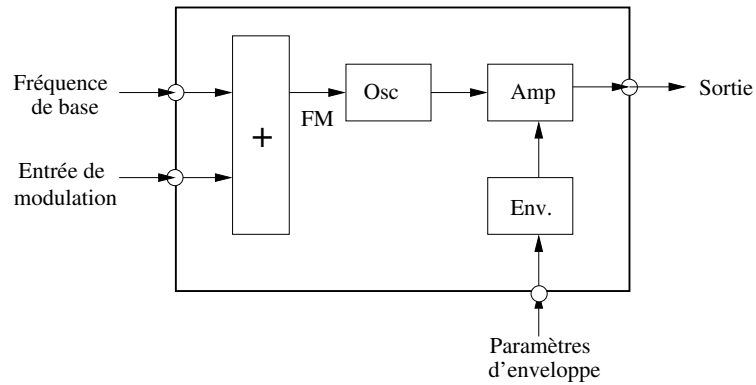 Fréquence
de base
+
FM
Osc
Amp
Sortie
Entrée de
modulation
Env.
Paramètres
d'enveloppe